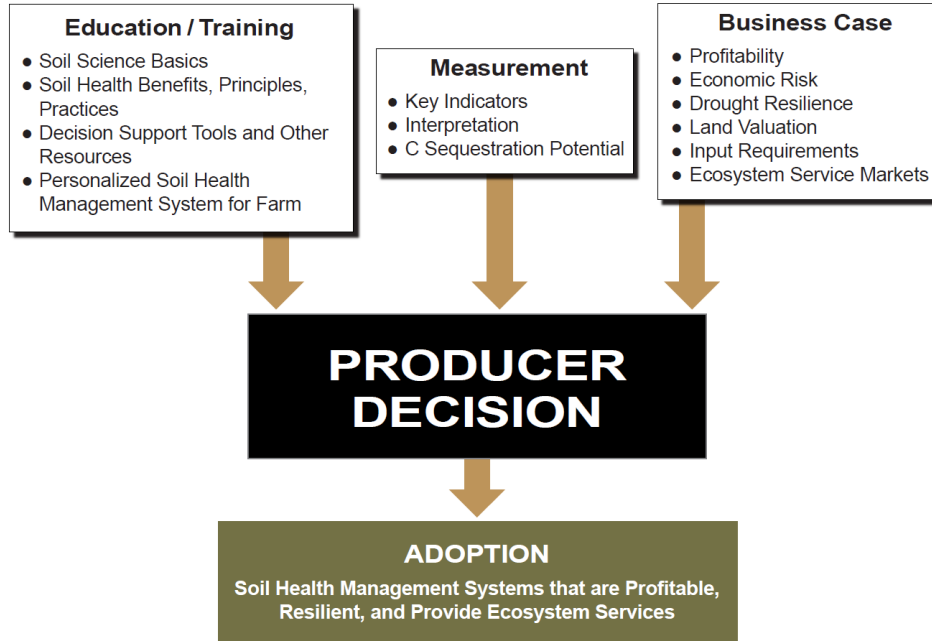 Education / Training
● Soil Science Basics
● Soil Health Benefits, Principles,
Practices
● Decision Support Tools and Other
Resources
● Personalized Soil Health
Management System for Farm
Measurement
● Key Indicators
● Interpretation
● C Sequestration Potential
Business Case
● Profitability
● Economic Risk
● Drought Resilience
● Land Valuation
● Input Requirements
● Ecosystem Service Markets
PRODUCER
DECISION
ADOPTION
Soil Health Management Systems that are Profitable,
Resilient, and Provide Ecosystem Services